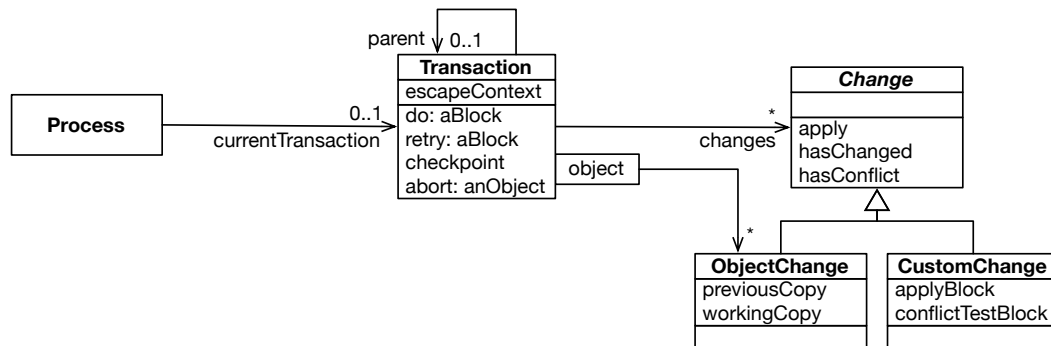 parent
0..1
Transaction
escapeContext
do: aBlock
retry: aBlock
checkpoint
abort: anObject
Process
0..1
currentTransaction
object
*
changes
*
Change
apply
hasChanged
hasConflict
ObjectChange
previousCopy
workingCopy
CustomChange
applyBlock
conflictTestBlock